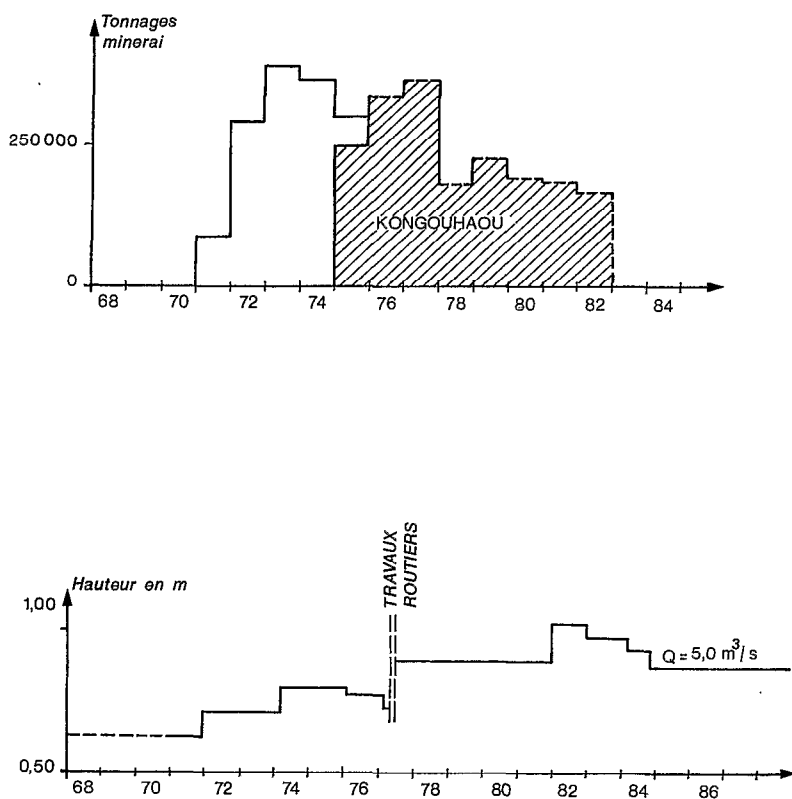 Tonnages
minerai
250 000
KONGOUHAOU
0
68 70 72 74 76 78 80 82 84
TRAVAUX
ROUTIERS
Hauteur en m
1,00
Q = 5,0 m³/s
0,50
68 70 72 74 76 78 80 82 84 86